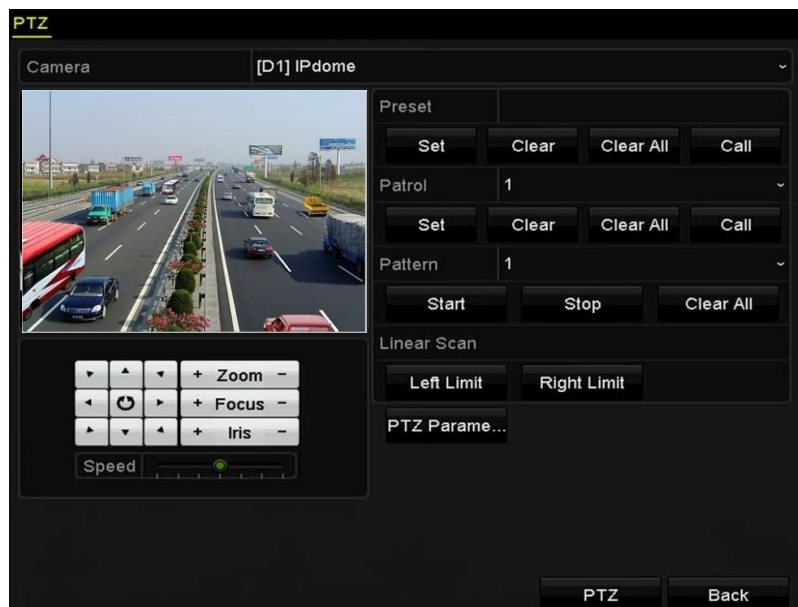 PTZ
Camera [D1] IPdome
Preset
Set Clear Clear All Call
Patrol 1
Set Clear Clear All Call
Pattern 1
Start Stop Clear All
Linear Scan
Left Limit Right Limit
PTZ Parame...
+ Zoom -
+ Focus -
+ Iris -
Speed
PTZ Back